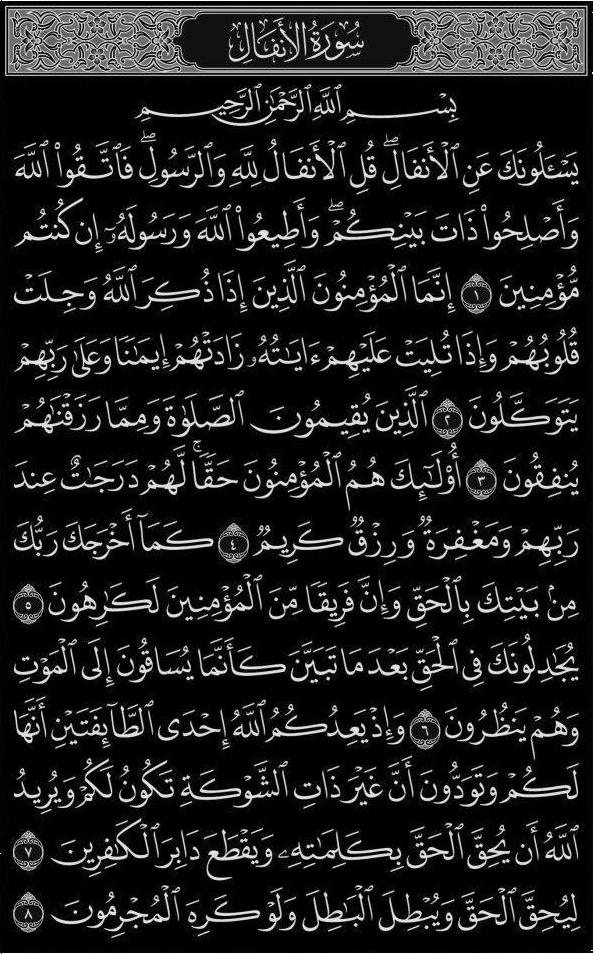 سُورَةُ الأَنفَالِ
بِسْمِ ٱللَّهِ ٱلرَّحْمَٰنِ ٱلرَّحِيمِ
يَسْـَٔلُونَكَ عَنِ ٱلْأَنفَالِۖ قُلِ ٱلْأَنفَالُ لِلَّهِ وَٱلرَّسُولِۖ فَٱتَّقُوا۟ ٱللَّهَ
وَأَصْلِحُوا۟ ذَاتَ بَيْنِكُمْۖ وَأَطِيعُوا۟ ٱللَّهَ وَرَسُولَهُۥٓ إِن كُنتُم
مُّؤْمِنِينَ ١ إِنَّمَا ٱلْمُؤْمِنُونَ ٱلَّذِينَ إِذَا ذُكِرَ ٱللَّهُ وَجِلَتْ
قُلُوبُهُمْ وَإِذَا تُلِيَتْ عَلَيْهِمْ ءَايَٰتُهُۥ زَادَتْهُمْ إِيمَٰنًا وَعَلَىٰ رَبِّهِمْ
يَتَوَكَّلُونَ ٢ ٱلَّذِينَ يُقِيمُونَ ٱلصَّلَوٰةَ وَمِمَّا رَزَقْنَٰهُمْ
يُنفِقُونَ ٣ أُو۟لَٰٓئِكَ هُمُ ٱلْمُؤْمِنُونَ حَقًّاۚ لَّهُمْ دَرَجَٰتٌ عِندَ
رَبِّهِمْ وَمَغْفِرَةٌ وَرِزْقٌ كَرِيمٌ ٤ كَمَآ أَخْرَجَكَ رَبُّكَ
مِنۢ بَيْتِكَ بِٱلْحَقِّ وَإِنَّ فَرِيقًا مِّنَ ٱلْمُؤْمِنِينَ لَكَٰرِهُونَ ٥
يُجَٰدِلُونَكَ فِى ٱلْحَقِّ بَعْدَ مَا تَبَيَّنَ كَأَنَّمَا يُسَاقُونَ إِلَى ٱلْمَوْتِ
وَهُمْ يَنظُرُونَ ٦ وَإِذْ يَعِدُكُمُ ٱللَّهُ إِحْدَى ٱلطَّآئِفَتَيْنِ أَنَّهَا
لَكُمْ وَتَوَدُّونَ أَنَّ غَيْرَ ذَاتِ ٱلشَّوْكَةِ تَكُونُ لَكُمْ وَيُرِيدُ
ٱللَّهُ أَن يُحِقَّ ٱلْحَقَّ بِكَلِمَٰتِهِۦ وَيَقْطَعَ دَابِرَ ٱلْكَٰفِرِينَ ٧
لِيُحِقَّ ٱلْحَقَّ وَيُبْطِلَ ٱلْبَٰطِلَ وَلَوْ كَرِهَ ٱلْمُجْرِمُونَ ٨